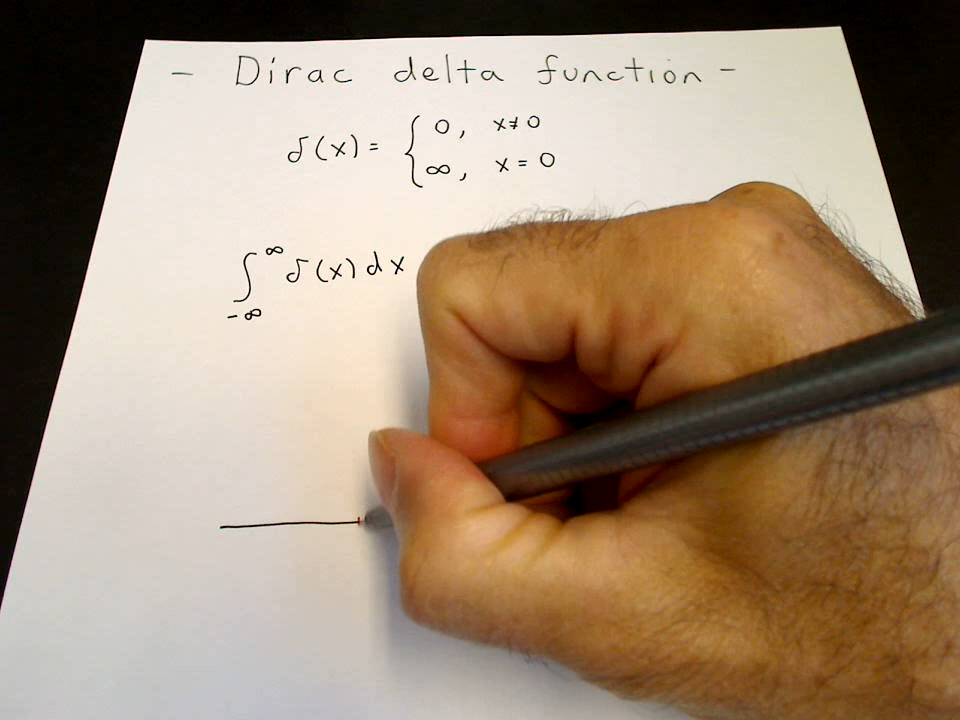 - Dirac delta function -
δ(x) = { 0, x≠0
∞, x = 0
∫_{-∞}^{∞} δ(x) dx